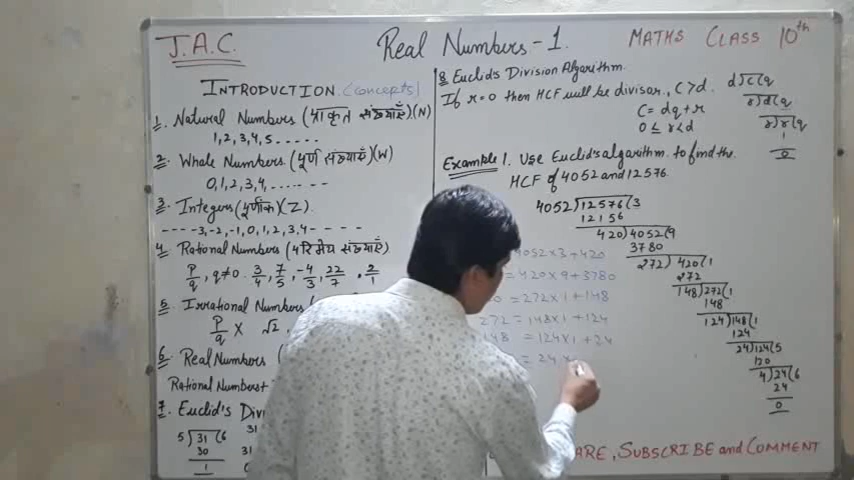 J.A.C.
Real Numbers-1.
MATHS CLASS 10th
INTRODUCTION (concepts)
1. Natural Numbers (प्राकृत संख्याएँ)(N)
1,2,3,4,5......
2. Whole Numbers (पूर्ण संख्याएँ)(W)
0,1,2,3,4,......
3. Integers (पूर्णांक)(Z).
----3,-2,-1,0,1,2,3,4-----
4. Rational Numbers (परिमेय संख्याएँ)
P/q, q≠0. 3/4, 7/5, -4/3, 22/7, 2/1
5. Irrational Numbers
P/q X √2
6. Real Numbers
Rational Numbers+
7. Euclid's Div
5)31(6
30
1
31
8. Euclid's Division Algorithm.
If r=0 then HCF will be divisor, C>d.
C=dq+r
0≤r<d
d)C(q
r)d(q
r)r(q
1
0
Example 1. Use Euclid's algorithm to find the
HCF of 4052 and 12576.
4052)12576(3
12156
420)4052(9
3780
272)420(1
272
148)272(1
148
124)148(1
124
24)124(5
120
4)24(6
24
0
4052×3+420
=420×9+3780
=272×1+148
272=148×1+124
148=124×1+24
=24×
ARE, SUBSCRIBE and COMMENT